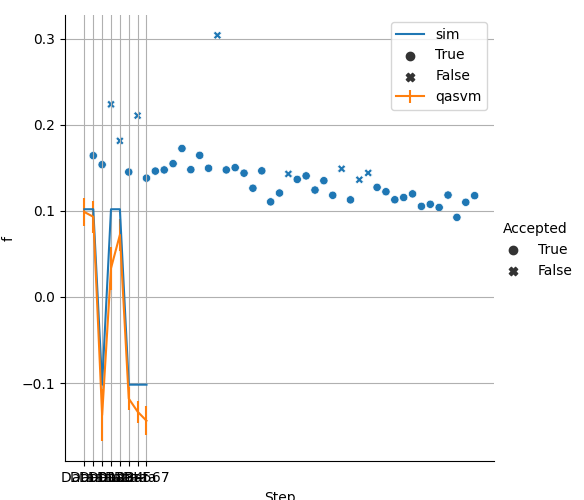 0.3
0.2
0.1
0.0
−0.1
f
sim
True
False
qasvm
Accepted
True
False
Step